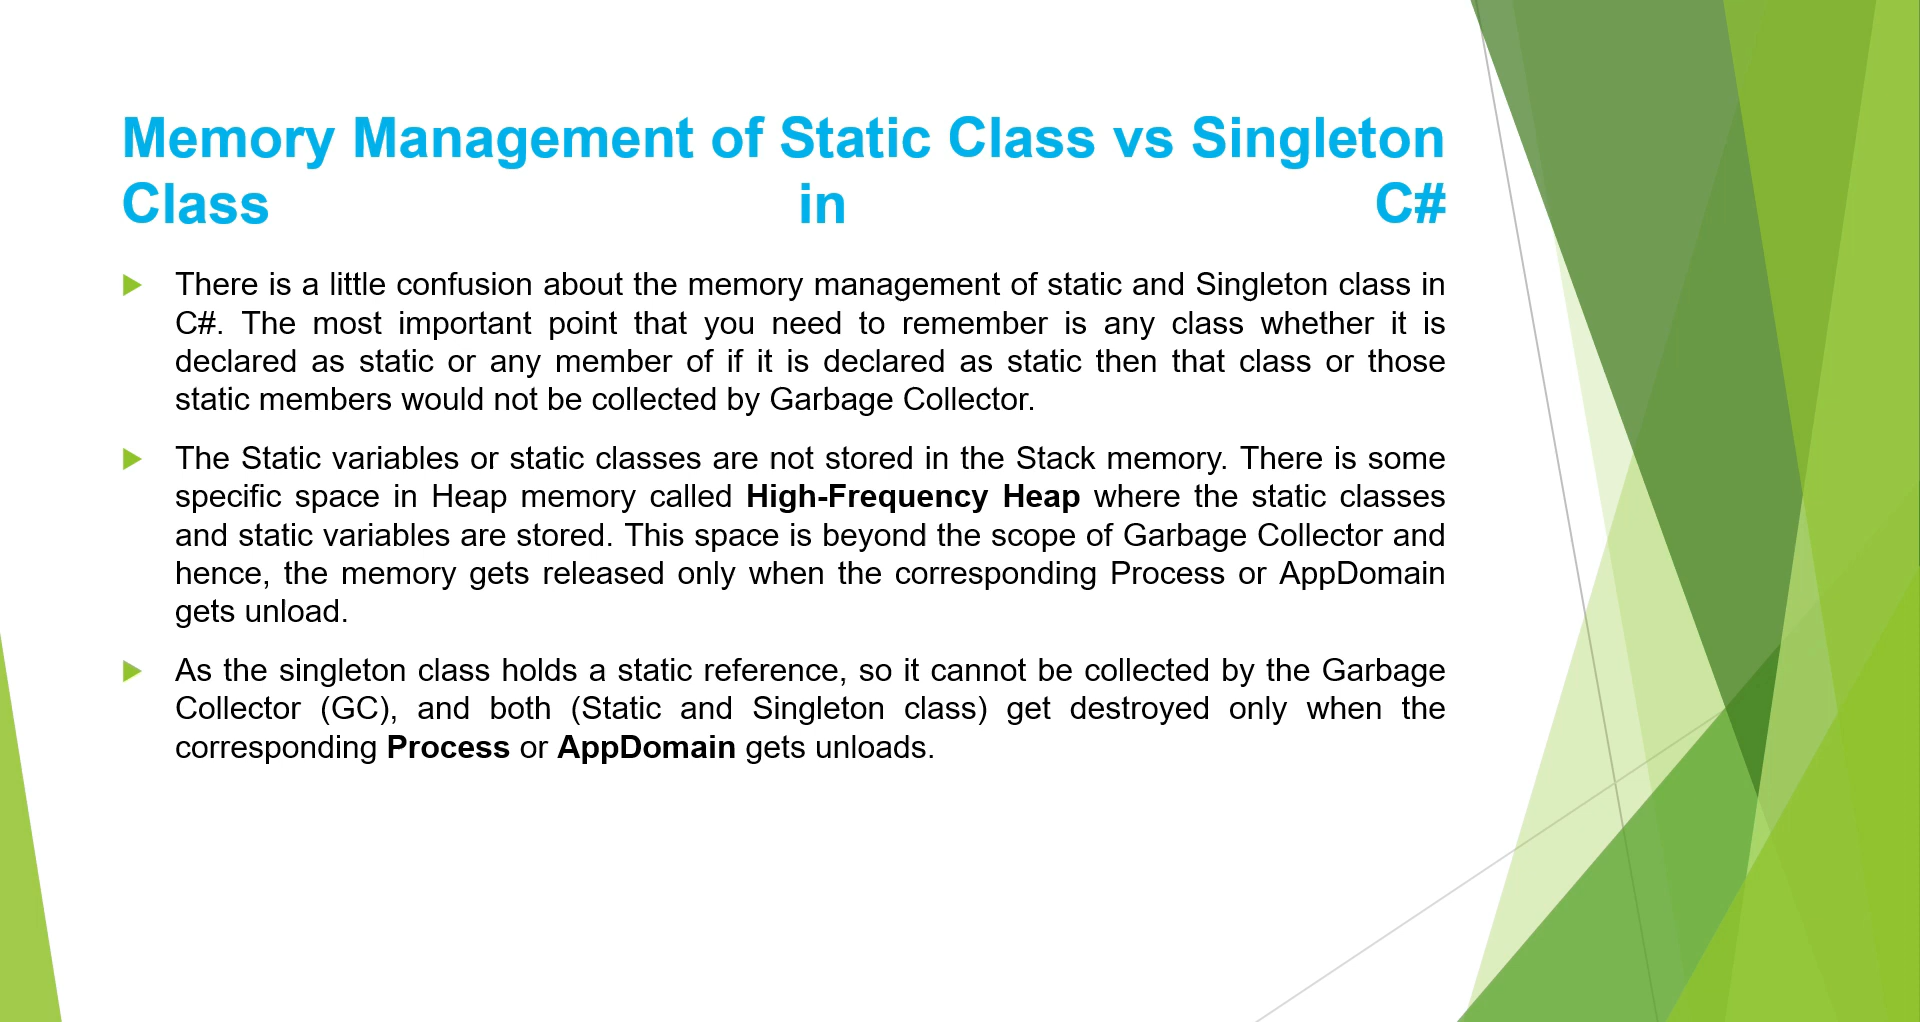 Memory Management of Static Class vs Singleton
Class in C#
There is a little confusion about the memory management of static and Singleton class in
C#. The most important point that you need to remember is any class whether it is
declared as static or any member of if it is declared as static then that class or those
static members would not be collected by Garbage Collector.
The Static variables or static classes are not stored in the Stack memory. There is some
specific space in Heap memory called High-Frequency Heap where the static classes
and static variables are stored. This space is beyond the scope of Garbage Collector and
hence, the memory gets released only when the corresponding Process or AppDomain
gets unload.
As the singleton class holds a static reference, so it cannot be collected by the Garbage
Collector (GC), and both (Static and Singleton class) get destroyed only when the
corresponding Process or AppDomain gets unloads.